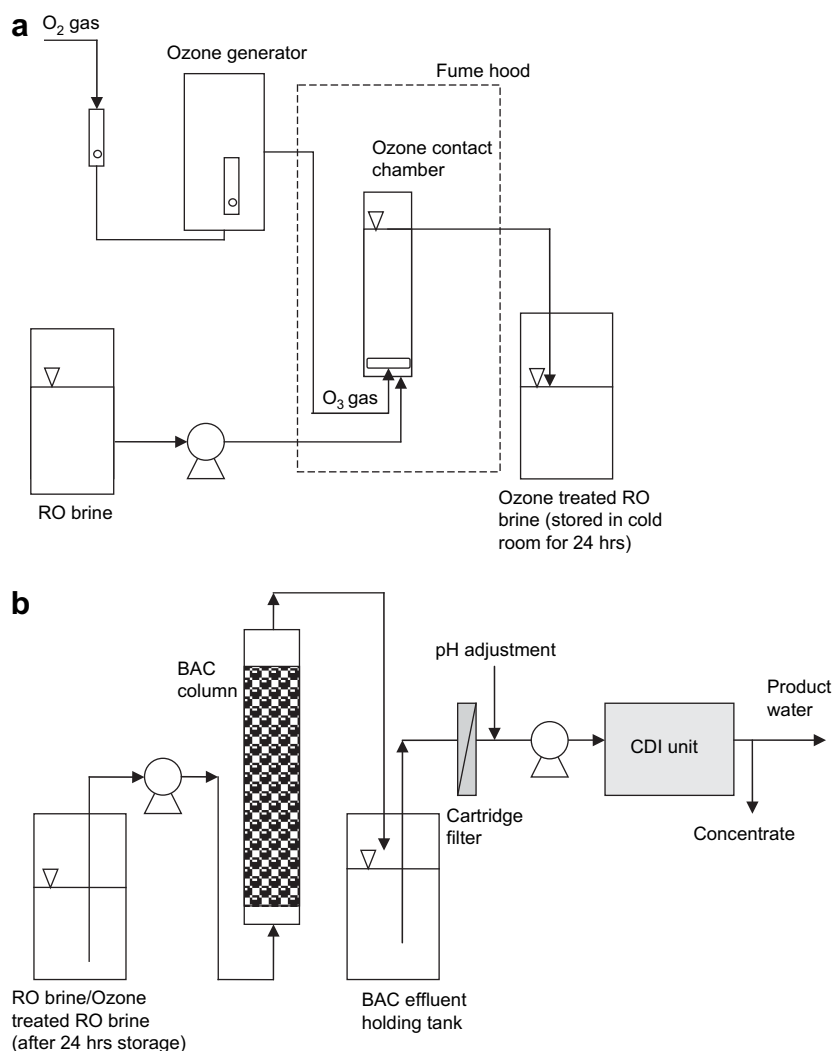 a
O₂ gas
Ozone generator
Fume hood
Ozone contact
chamber
O₃ gas
RO brine
Ozone treated RO
brine (stored in cold
room for 24 hrs)
b
BAC
column
pH adjustment
Product
water
CDI unit
Cartridge
filter
Concentrate
RO brine/Ozone
treated RO brine
(after 24 hrs storage)
BAC effluent
holding tank